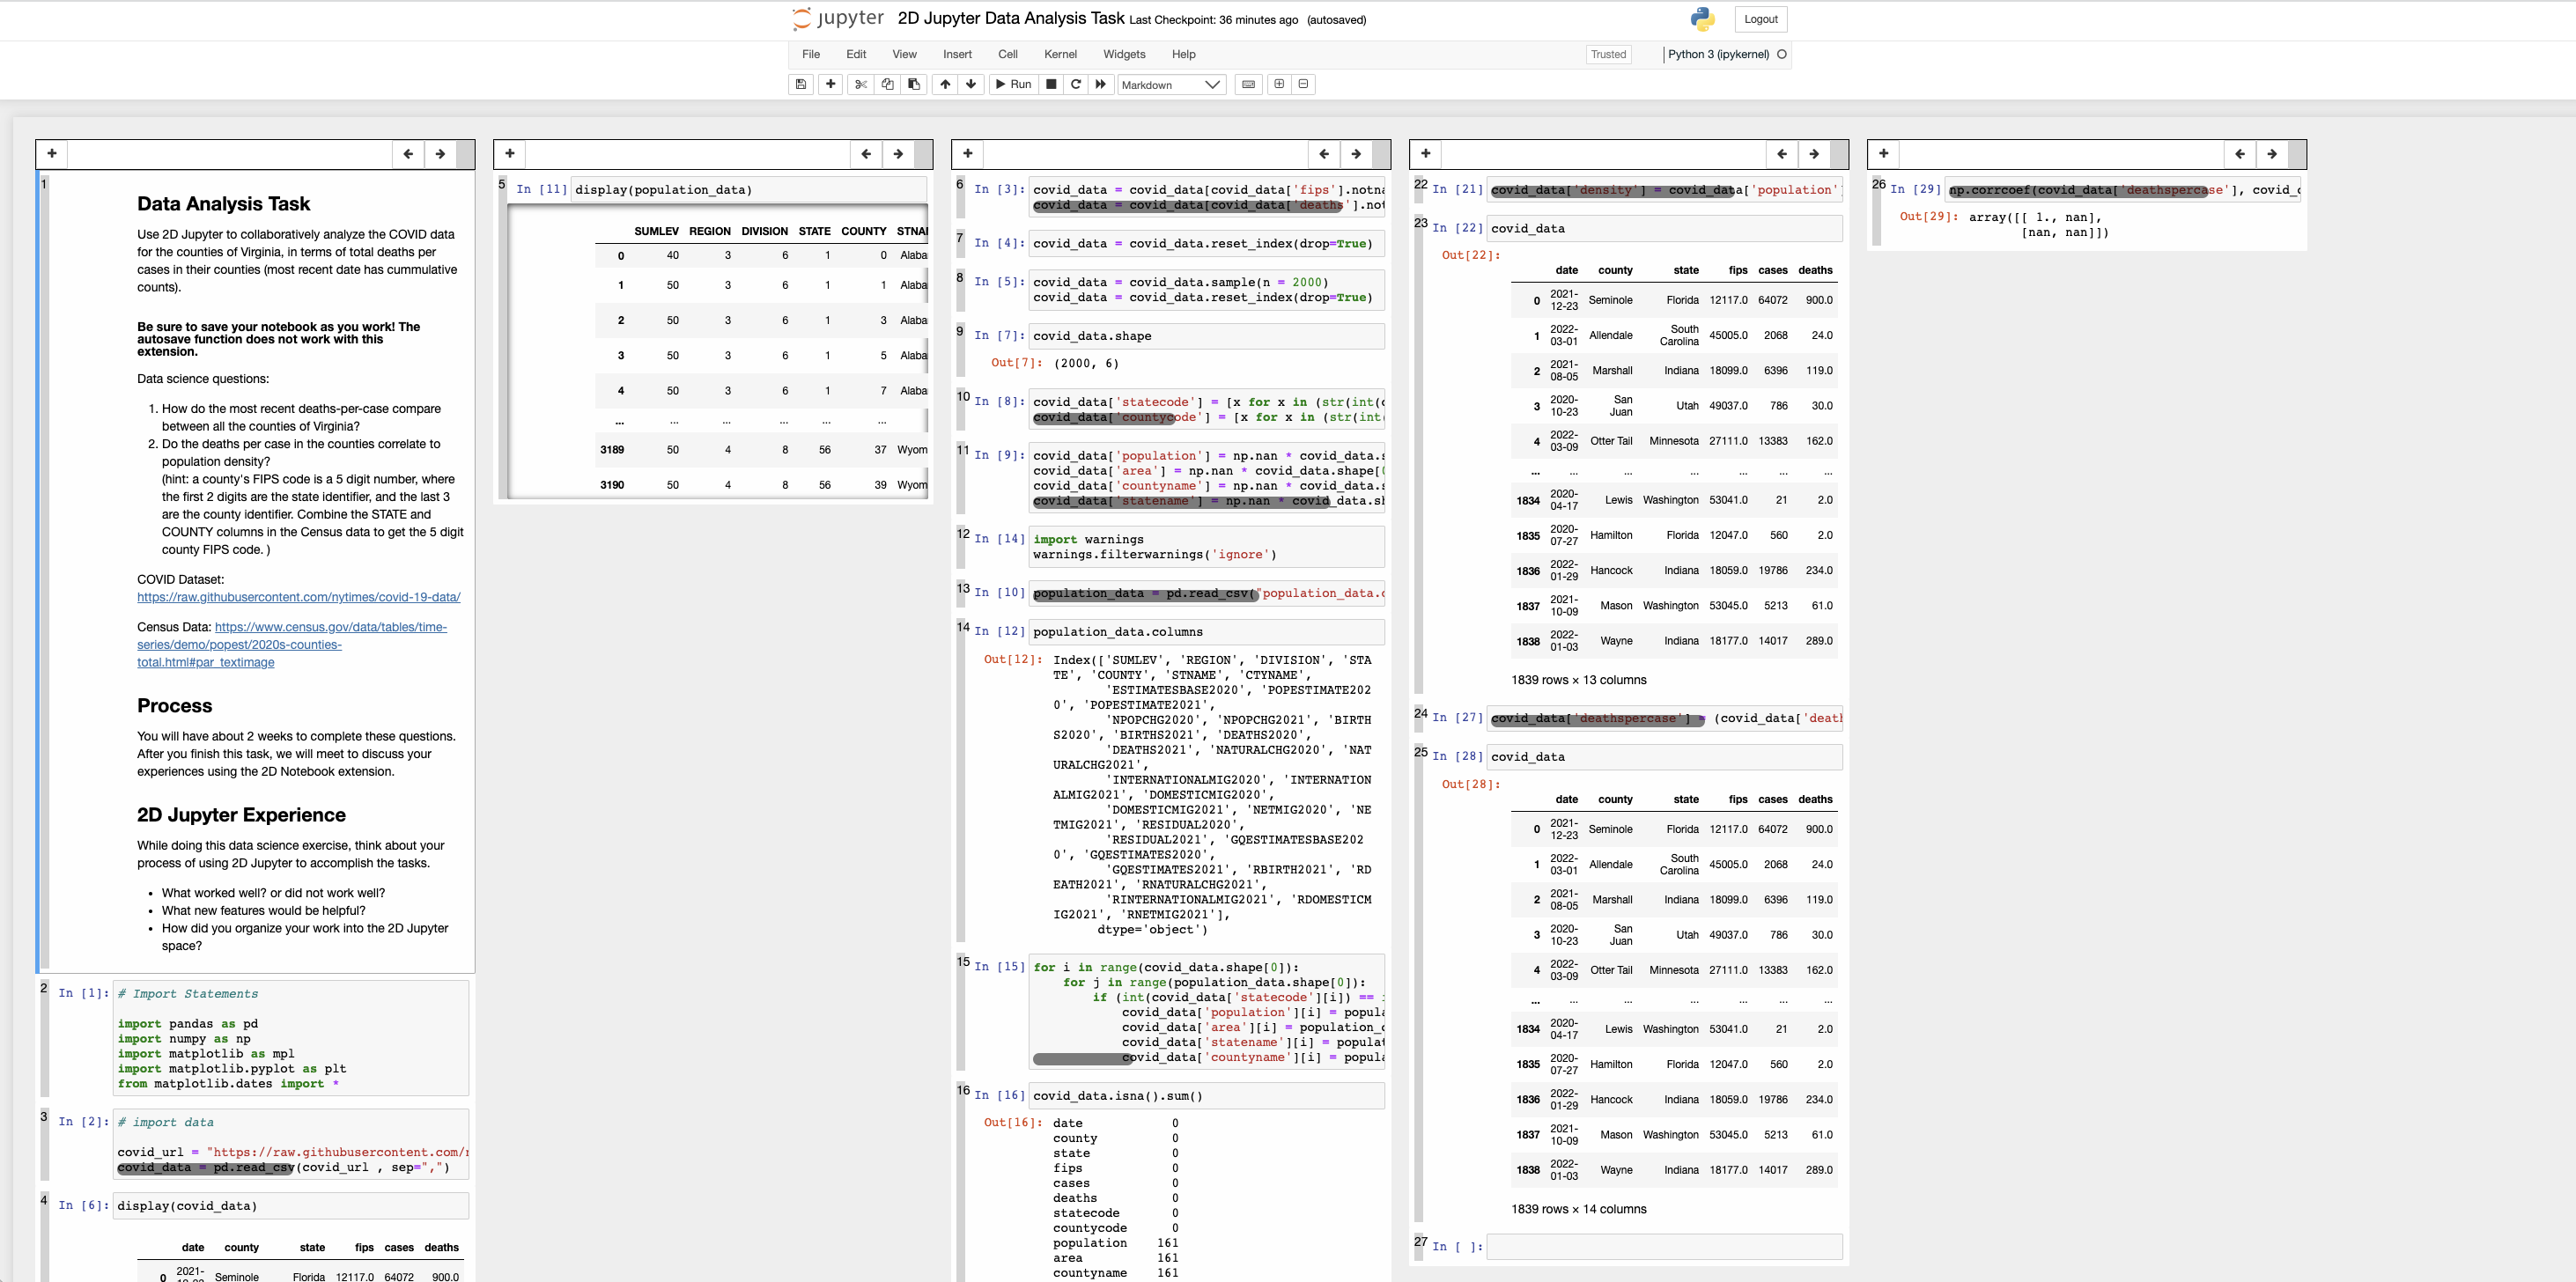 jupyter 2D Jupyter Data Analysis Task Last Checkpoint: 36 minutes ago (autosaved)
Logout
File Edit View Insert Cell Kernel Widgets Help
Trusted Python 3 (ipykernel)
Run Markdown
1
Data Analysis Task
Use 2D Jupyter to collaboratively analyze the COVID data
for the counties of Virginia, in terms of total deaths per
cases in their counties (most recent date has cummulative
counts).
Be sure to save your notebook as you work! The
autosave function does not work with this
extension.
Data science questions:
1. How do the most recent deaths-per-case compare
between all the counties of Virginia?
2. Do the deaths per case in the counties correlate to
population density?
(hint: a county's FIPS code is a 5 digit number, where
the first 2 digits are the state identifier, and the last 3
are the county identifier. Combine the STATE and
COUNTY columns in the Census data to get the 5 digit
county FIPS code. )
COVID Dataset:
https://raw.githubusercontent.com/nytimes/covid-19-data/
Census Data: https://www.census.gov/data/tables/time-
series/demo/popest/2020s-counties-
total.html#par_textimage
Process
You will have about 2 weeks to complete these questions.
After you finish this task, we will meet to discuss your
experiences using the 2D Notebook extension.
2D Jupyter Experience
While doing this data science exercise, think about your
process of using 2D Jupyter to accomplish the tasks.
• What worked well? or did not work well?
• What new features would be helpful?
• How did you organize your work into the 2D Jupyter
space?
2
In [1]: # Import Statements
import pandas as pd
import numpy as np
import matplotlib as mpl
import matplotlib.pyplot as plt
from matplotlib.dates import *
3
In [2]: # import data
covid_url = "https://raw.githubusercontent.com/
covid_data = pd.read_csv(covid_url , sep=",")
4
In [6]: display(covid_data)
date county state fips cases deaths
0 2021- Seminole Florida 12117.0 64072 900.0
5
In [11] display(population_data)
SUMLEV REGION DIVISION STATE COUNTY STNA
0 40 3 6 1 0 Alaba
1 50 3 6 1 1 Alaba
2 50 3 6 1 3 Alaba
3 50 3 6 1 5 Alaba
4 50 3 6 1 7 Alaba
... ... ... ... ... ...
3189 50 4 8 56 37 Wyom
3190 50 4 8 56 39 Wyom
6
In [3]: covid_data = covid_data[covid_data['fips'].notna
covid_data = covid_data[covid_data['deaths'].not
7
In [4]: covid_data = covid_data.reset_index(drop=True)
8
In [5]: covid_data = covid_data.sample(n = 2000)
covid_data = covid_data.reset_index(drop=True)
9
In [7]: covid_data.shape
Out[7]: (2000, 6)
10
In [8]: covid_data['statecode'] = [x for x in (str(int(
covid_data['countycode'] = [x for x in (str(int
11
In [9]: covid_data['population'] = np.nan * covid_data.s
covid_data['area'] = np.nan * covid_data.shape[
covid_data['countyname'] = np.nan * covid_data.s
covid_data['statename'] = np.nan * covid_data.sh
12
In [14] import warnings
warnings.filterwarnings('ignore')
13
In [10] population_data = pd.read_csv("population_data.c
14
In [12] population_data.columns
Out[12]: Index(['SUMLEV', 'REGION', 'DIVISION', 'STA
TE', 'COUNTY', 'STNAME', 'CTYNAME',
'ESTIMATESBASE2020', 'POPESTIMATE202
0', 'POPESTIMATE2021',
'NPOPCHG2020', 'NPOPCHG2021', 'BIRTH
S2020', 'BIRTHS2021', 'DEATHS2020',
'DEATHS2021', 'NATURALCHG2020', 'NAT
URALCHG2021',
'INTERNATIONALMIG2020', 'INTERNATION
ALMIG2021', 'DOMESTICMIG2020',
'DOMESTICMIG2021', 'NETMIG2020', 'NE
TMIG2021', 'RESIDUAL2020',
'RESIDUAL2021', 'GQESTIMATESBASE202
0', 'GQESTIMATES2020',
'GQESTIMATES2021', 'RBIRTH2021', 'RD
EATH2021', 'RNATURALCHG2021',
'RINTERNATIONALMIG2021', 'RDOMESTICM
IG2021', 'RNETMIG2021'],
dtype='object')
15
In [15] for i in range(covid_data.shape[0]):
for j in range(population_data.shape[0]):
if (int(covid_data['statecode'][i]) ==
covid_data['population'][i] = popula
covid_data['area'][i] = population_
covid_data['statename'][i] = populat
covid_data['countyname'][i] = popula
16
In [16] covid_data.isna().sum()
Out[16]: date 0
county 0
state 0
fips 0
cases 0
deaths 0
statecode 0
countycode 0
population 161
area 161
countyname 161
22
In [21] covid_data['density'] = covid_data['population'
23
In [22] covid_data
Out[22]:
date county state fips cases deaths
0 2021-12-23 Seminole Florida 12117.0 64072 900.0
1 2022-03-01 Allendale South Carolina 45005.0 2068 24.0
2 2021-08-05 Marshall Indiana 18099.0 6396 119.0
3 2020-10-23 San Juan Utah 49037.0 786 30.0
4 2022-03-09 Otter Tail Minnesota 27111.0 13383 162.0
... ... ... ... ... ... ...
1834 2020-04-17 Lewis Washington 53041.0 21 2.0
1835 2020-07-27 Hamilton Florida 12047.0 560 2.0
1836 2022-01-29 Hancock Indiana 18059.0 19786 234.0
1837 2021-10-09 Mason Washington 53045.0 5213 61.0
1838 2022-01-03 Wayne Indiana 18177.0 14017 289.0
1839 rows × 13 columns
24
In [27] covid_data['deathspercase'] = (covid_data['death
25
In [28] covid_data
Out[28]:
date county state fips cases deaths
0 2021-12-23 Seminole Florida 12117.0 64072 900.0
1 2022-03-01 Allendale South Carolina 45005.0 2068 24.0
2 2021-08-05 Marshall Indiana 18099.0 6396 119.0
3 2020-10-23 San Juan Utah 49037.0 786 30.0
4 2022-03-09 Otter Tail Minnesota 27111.0 13383 162.0
... ... ... ... ... ... ...
1834 2020-04-17 Lewis Washington 53041.0 21 2.0
1835 2020-07-27 Hamilton Florida 12047.0 560 2.0
1836 2022-01-29 Hancock Indiana 18059.0 19786 234.0
1837 2021-10-09 Mason Washington 53045.0 5213 61.0
1838 2022-01-03 Wayne Indiana 18177.0 14017 289.0
1839 rows × 14 columns
27
In [ ]:
26
In [29] np.corrcoef(covid_data['deathspercase'], covid_
Out[29]: array([[ 1., nan],
[nan, nan]])